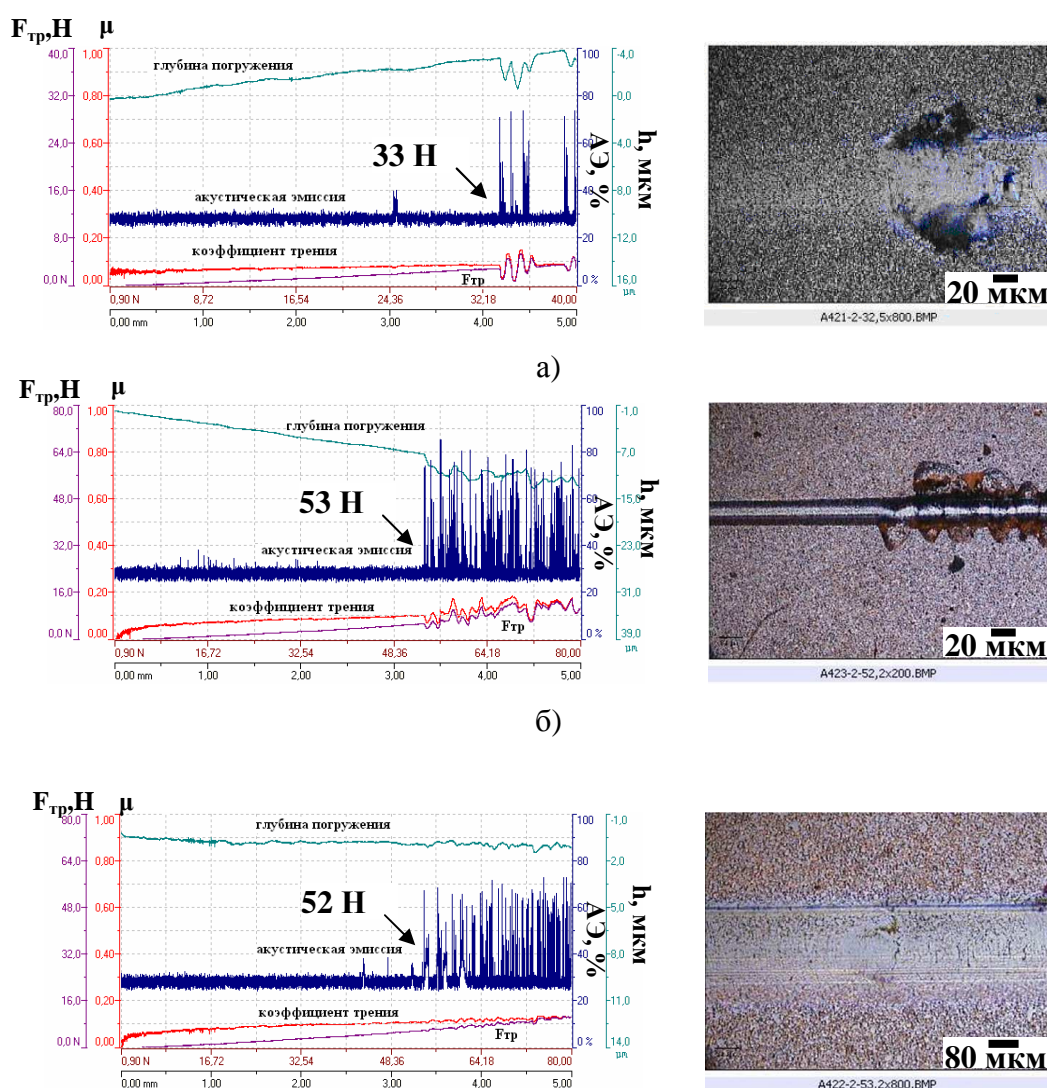 Fтр,Н μ
40,0 1,00 100 -4,0
глубина погружения
32,0 0,80 80 0,0
24,0 0,60 60 -4,0
33 Н
АЭ, % h, мкм
16,0 0,40 40 -8,0
акустическая эмиссия
8,0 0,20 20 -12,0
коэффициент трения
0,0 N 0,00 Fтр 0 % -16,0
μm
0,90 N 8,72 16,54 24,36 32,18 40,00
0,00 mm 1,00 2,00 3,00 4,00 5,00
20 мкм
A421-2-32,5x800.BMP
а)
Fтр,Н μ
80,0 1,00 100 -1,0
глубина погружения
64,0 0,80 80 -7,0
48,0 0,60 60 -15,0
53 Н
АЭ, % h, мкм
32,0 0,40 40 -23,0
акустическая эмиссия
16,0 0,20 20 -31,0
коэффициент трения
0,0 N 0,00 Fтр 0 % -39,0
μm
0,90 N 16,72 32,54 48,36 64,18 80,00
0,00 mm 1,00 2,00 3,00 4,00 5,00
20 мкм
A423-2-52,2x200.BMP
б)
Fтр,Н μ
80,0 1,00 100 -1,0
глубина погружения
64,0 0,80 80 -2,0
48,0 0,60 60 -5,0
52 Н
АЭ, % h, мкм
32,0 0,40 40 -8,0
акустическая эмиссия
16,0 0,20 20 -11,0
коэффициент трения
0,0 N 0,00 Fтр 0 % 14,0
μm
0,90 N 16,72 32,54 48,36 64,18 80,00
0,00 mm 1,00 2,00 3,00 4,00 5,00
80 мкм
A422-2-53,2x800.BMP